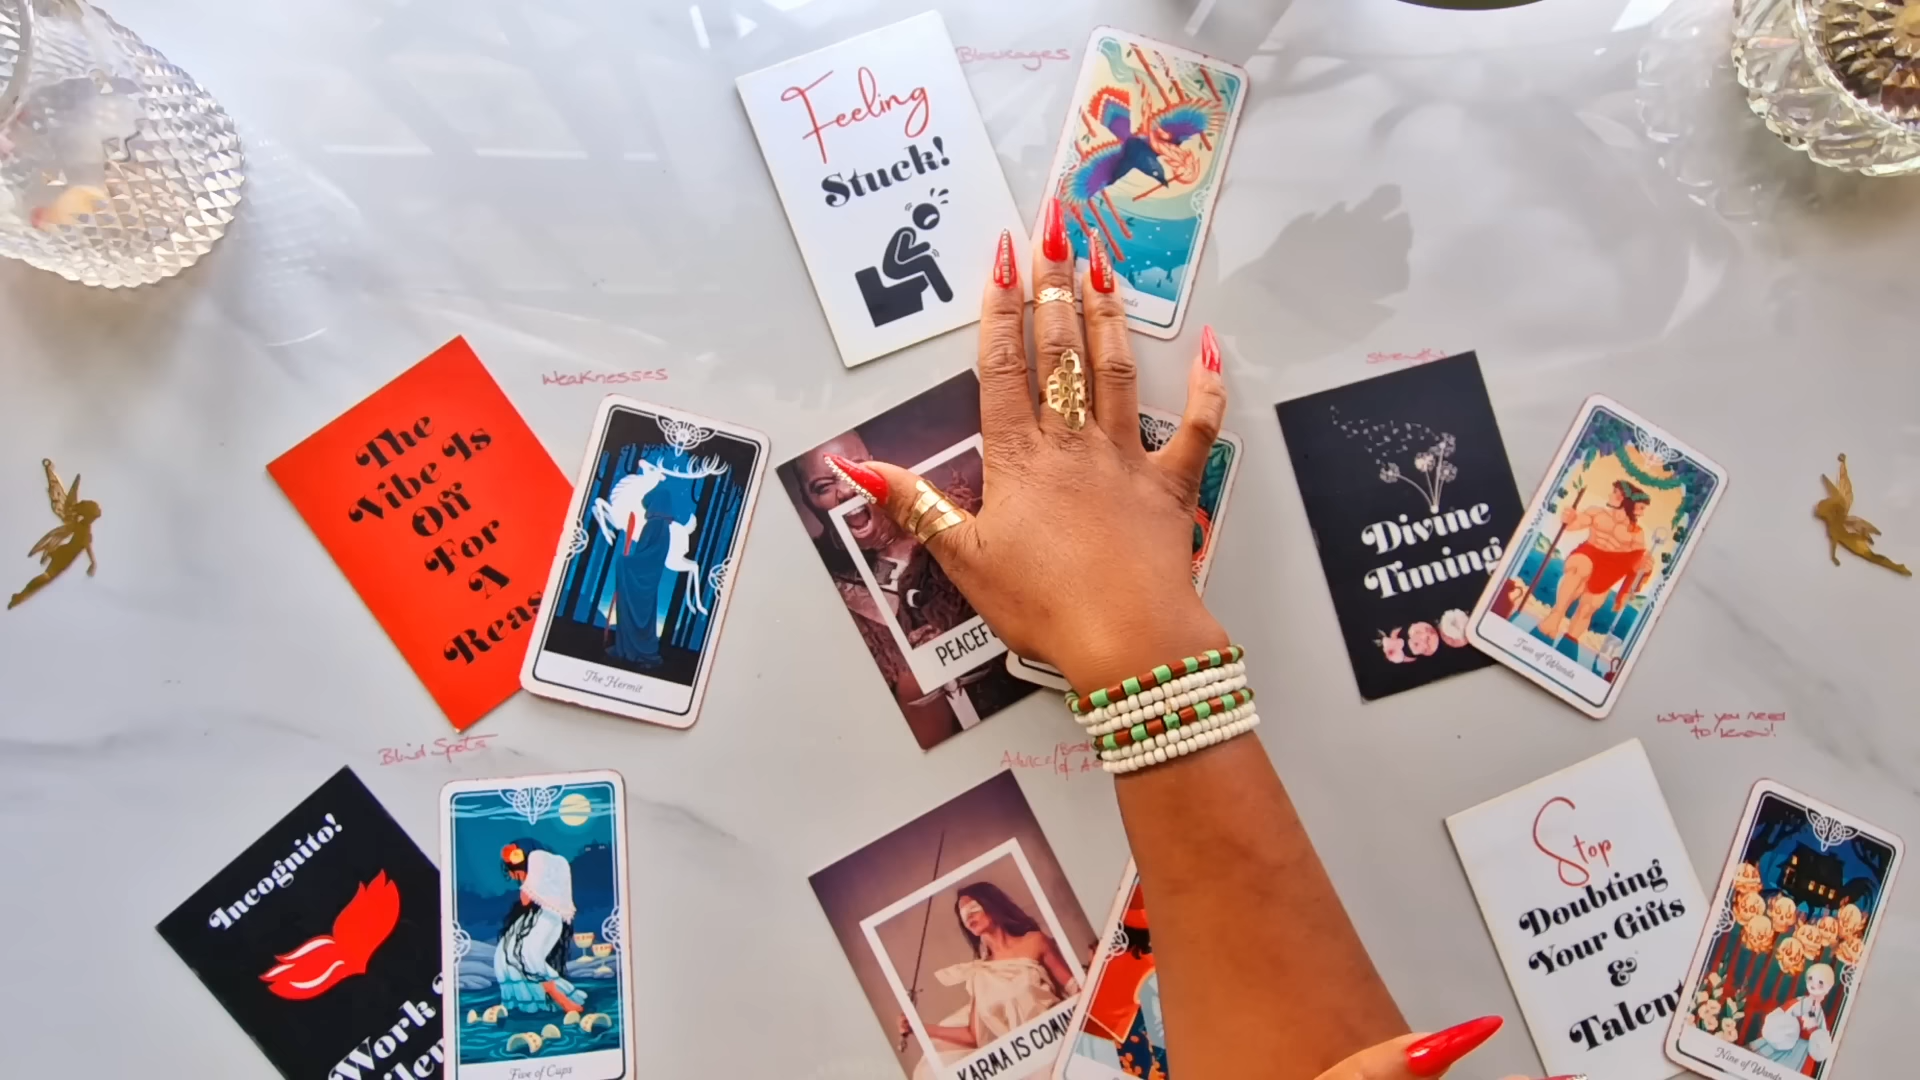 Blockages
Feeling
Stuck!
Weaknesses
The
Vibe Is
Off
For
A
Reas
The Hermit
PEACEF
Divine
Timing
Two of Wands
What you need
to know!
Blind Spots
Incognito!
Work
Five of Cups
Advice/Best
KARMA IS COMIN
Stop
Doubting
Your Gifts
&
Talent
Nine of Wands